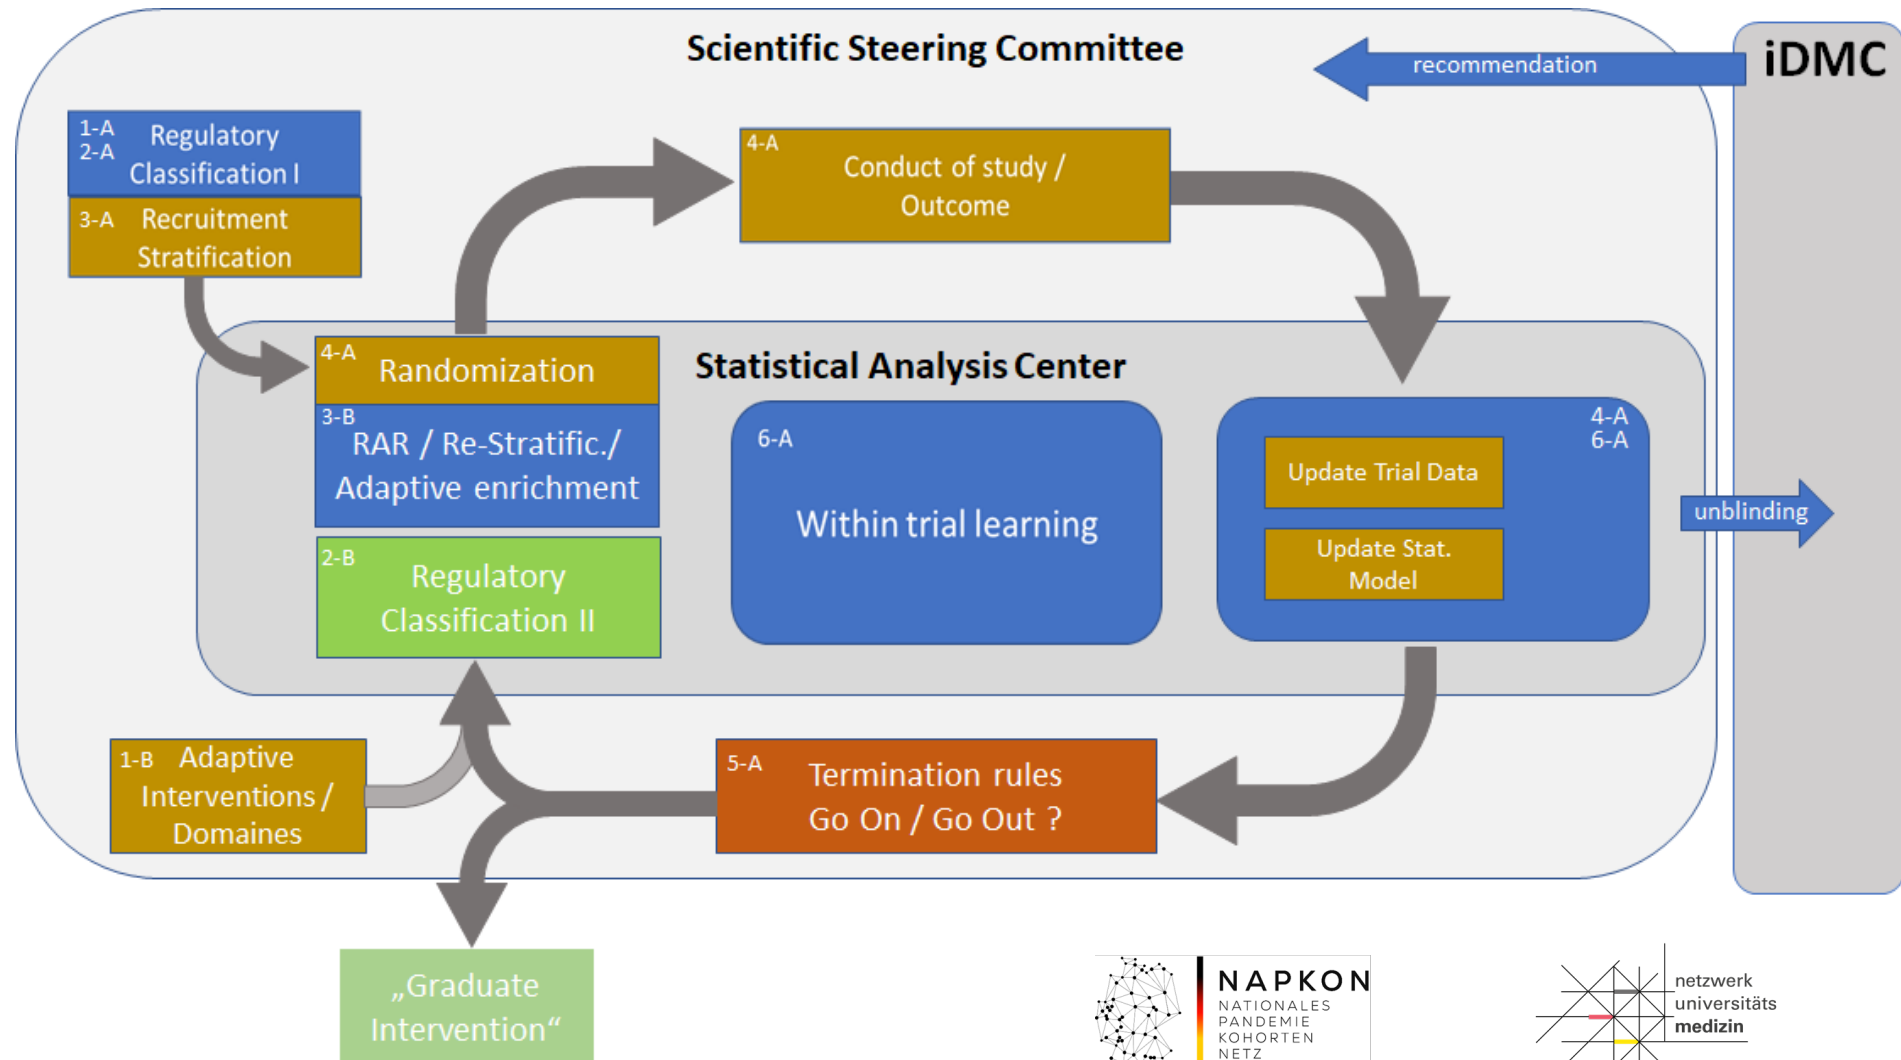 Scientific Steering Committee
recommendation
iDMC
1-A
2-A
Regulatory
Classification I
3-A
Recruitment
Stratification
4-A
Conduct of study /
Outcome
4-A
Randomization
3-B
RAR / Re-Stratific./
Adaptive enrichment
2-B
Regulatory
Classification II
Statistical Analysis Center
6-A
Within trial learning
4-A
6-A
Update Trial Data
Update Stat.
Model
unblinding
1-B
Adaptive
Interventions /
Domaines
5-A
Termination rules
Go On / Go Out ?
„Graduate
Intervention“
NAPKON
NATIONALES
PANDEMIE
KOHORTEN
NETZ
netzwerk
universitäts
medizin